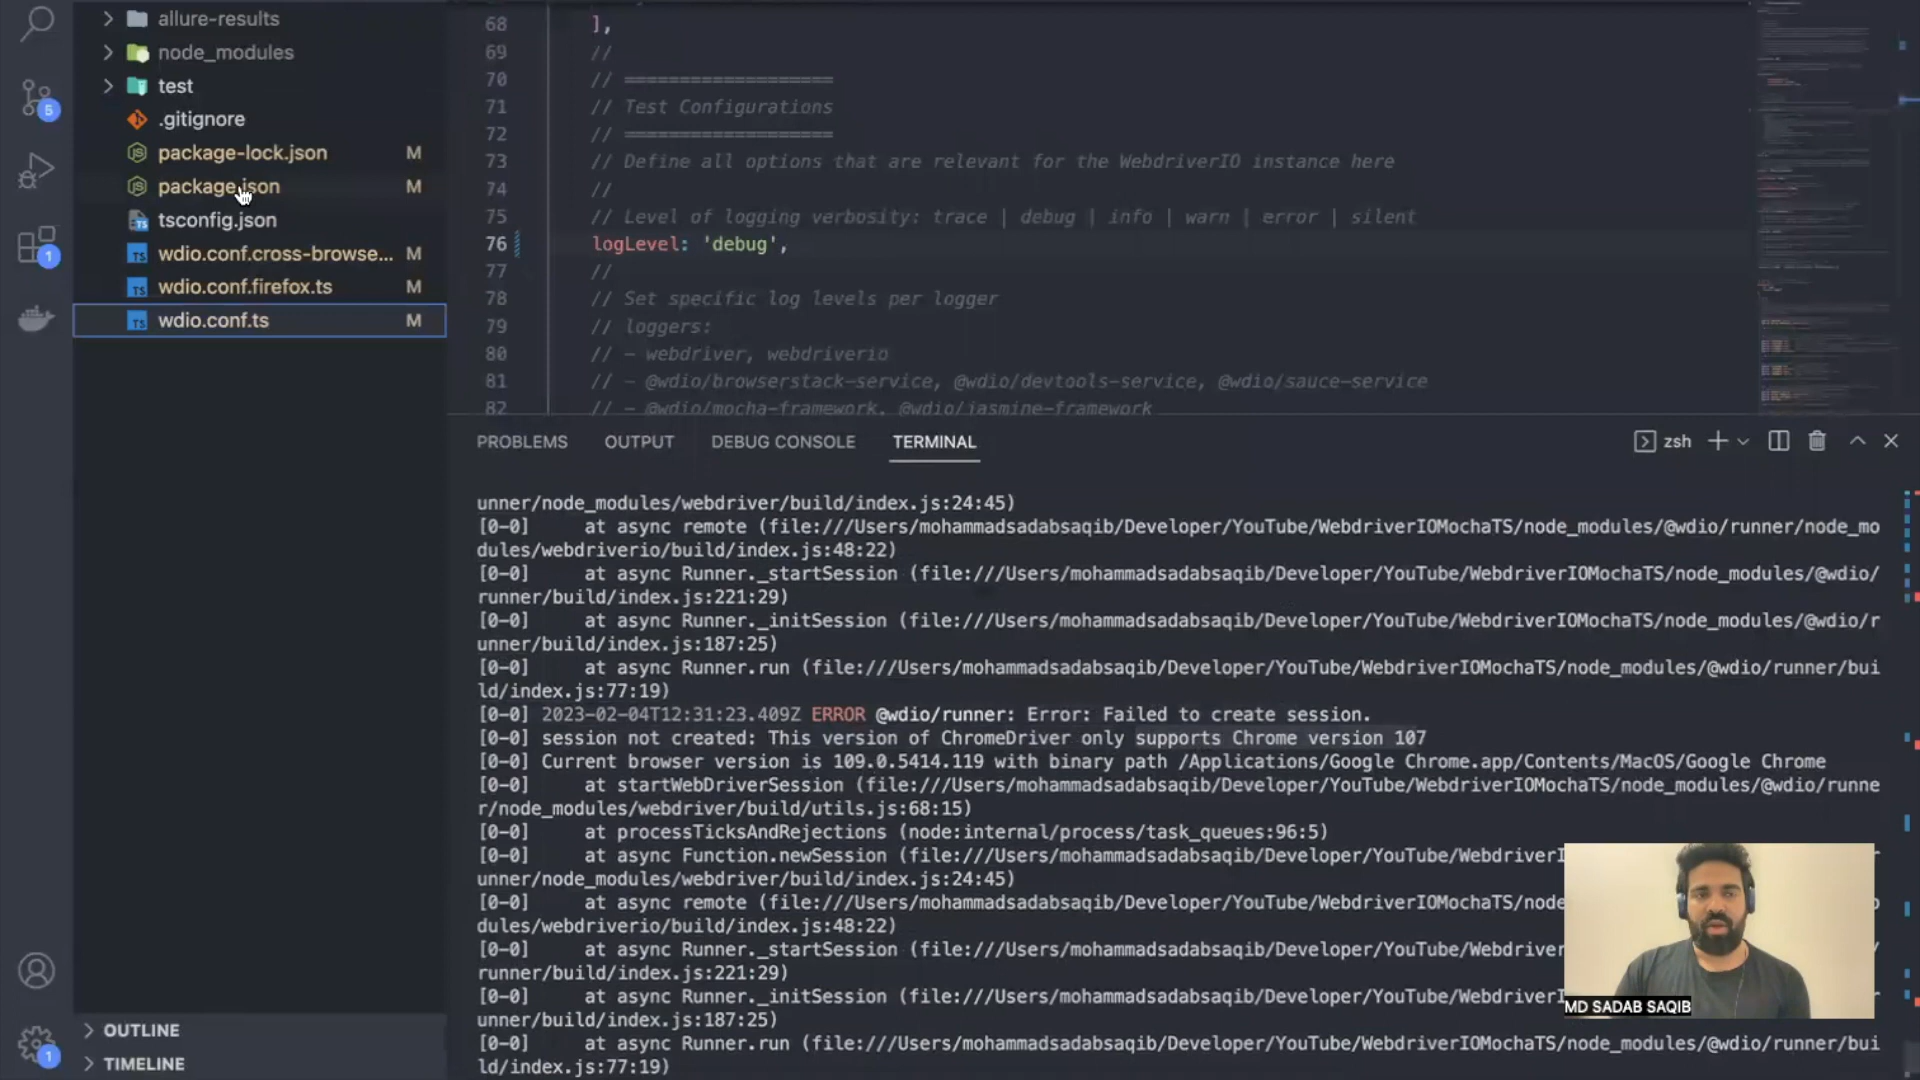 allure-results
node_modules
test
.gitignore
package-lock.json M
package.json M
tsconfig.json
wdio.conf.cross-browse... M
wdio.conf.firefox.ts M
wdio.conf.ts M
5
1
OUTLINE
TIMELINE
1
68 ],
69 //
70 // ====================
71 // Test Configurations
72 // ====================
73 // Define all options that are relevant for the WebdriverIO instance here
74 //
75 // Level of logging verbosity: trace | debug | info | warn | error | silent
76 logLevel: 'debug',
77 //
78 // Set specific log levels per logger
79 // loggers:
80 // - webdriver, webdriverio
81 // - @wdio/browserstack-service, @wdio/devtools-service, @wdio/sauce-service
82 // - @wdio/mocha-framework, @wdio/jasmine-framework
PROBLEMS OUTPUT DEBUG CONSOLE TERMINAL zsh
unner/node_modules/webdriver/build/index.js:24:45)
[0-0] at async remote (file:///Users/mohammadsadabsaqib/Developer/YouTube/WebdriverIOMochaTS/node_modules/@wdio/runner/node_mo
dules/webdriverio/build/index.js:48:22)
[0-0] at async Runner._startSession (file:///Users/mohammadsadabsaqib/Developer/YouTube/WebdriverIOMochaTS/node_modules/@wdio/
runner/build/index.js:221:29)
[0-0] at async Runner._initSession (file:///Users/mohammadsadabsaqib/Developer/YouTube/WebdriverIOMochaTS/node_modules/@wdio/r
unner/build/index.js:187:25)
[0-0] at async Runner.run (file:///Users/mohammadsadabsaqib/Developer/YouTube/WebdriverIOMochaTS/node_modules/@wdio/runner/bui
ld/index.js:77:19)
[0-0] 2023-02-04T12:31:23.409Z ERROR @wdio/runner: Error: Failed to create session.
[0-0] session not created: This version of ChromeDriver only supports Chrome version 107
[0-0] Current browser version is 109.0.5414.119 with binary path /Applications/Google Chrome.app/Contents/MacOS/Google Chrome
[0-0] at startWebDriverSession (file:///Users/mohammadsadabsaqib/Developer/YouTube/WebdriverIOMochaTS/node_modules/@wdio/runne
r/node_modules/webdriver/build/utils.js:68:15)
[0-0] at processTicksAndRejections (node:internal/process/task_queues:96:5)
[0-0] at async Function.newSession (file:///Users/mohammadsadabsaqib/Developer/YouTube/WebdriverI
unner/node_modules/webdriver/build/index.js:24:45)
[0-0] at async remote (file:///Users/mohammadsadabsaqib/Developer/YouTube/WebdriverIOMochaTS/node
dules/webdriverio/build/index.js:48:22)
[0-0] at async Runner._startSession (file:///Users/mohammadsadabsaqib/Developer/YouTube/WebdriverI
runner/build/index.js:221:29)
[0-0] at async Runner._initSession (file:///Users/mohammadsadabsaqib/Developer/YouTube/WebdriverI
unner/build/index.js:187:25)
[0-0] at async Runner.run (file:///Users/mohammadsadabsaqib/Developer/YouTube/WebdriverIOMochaTS/node_modules/@wdio/runner/bui
ld/index.js:77:19)
MD SADAB SAQIB